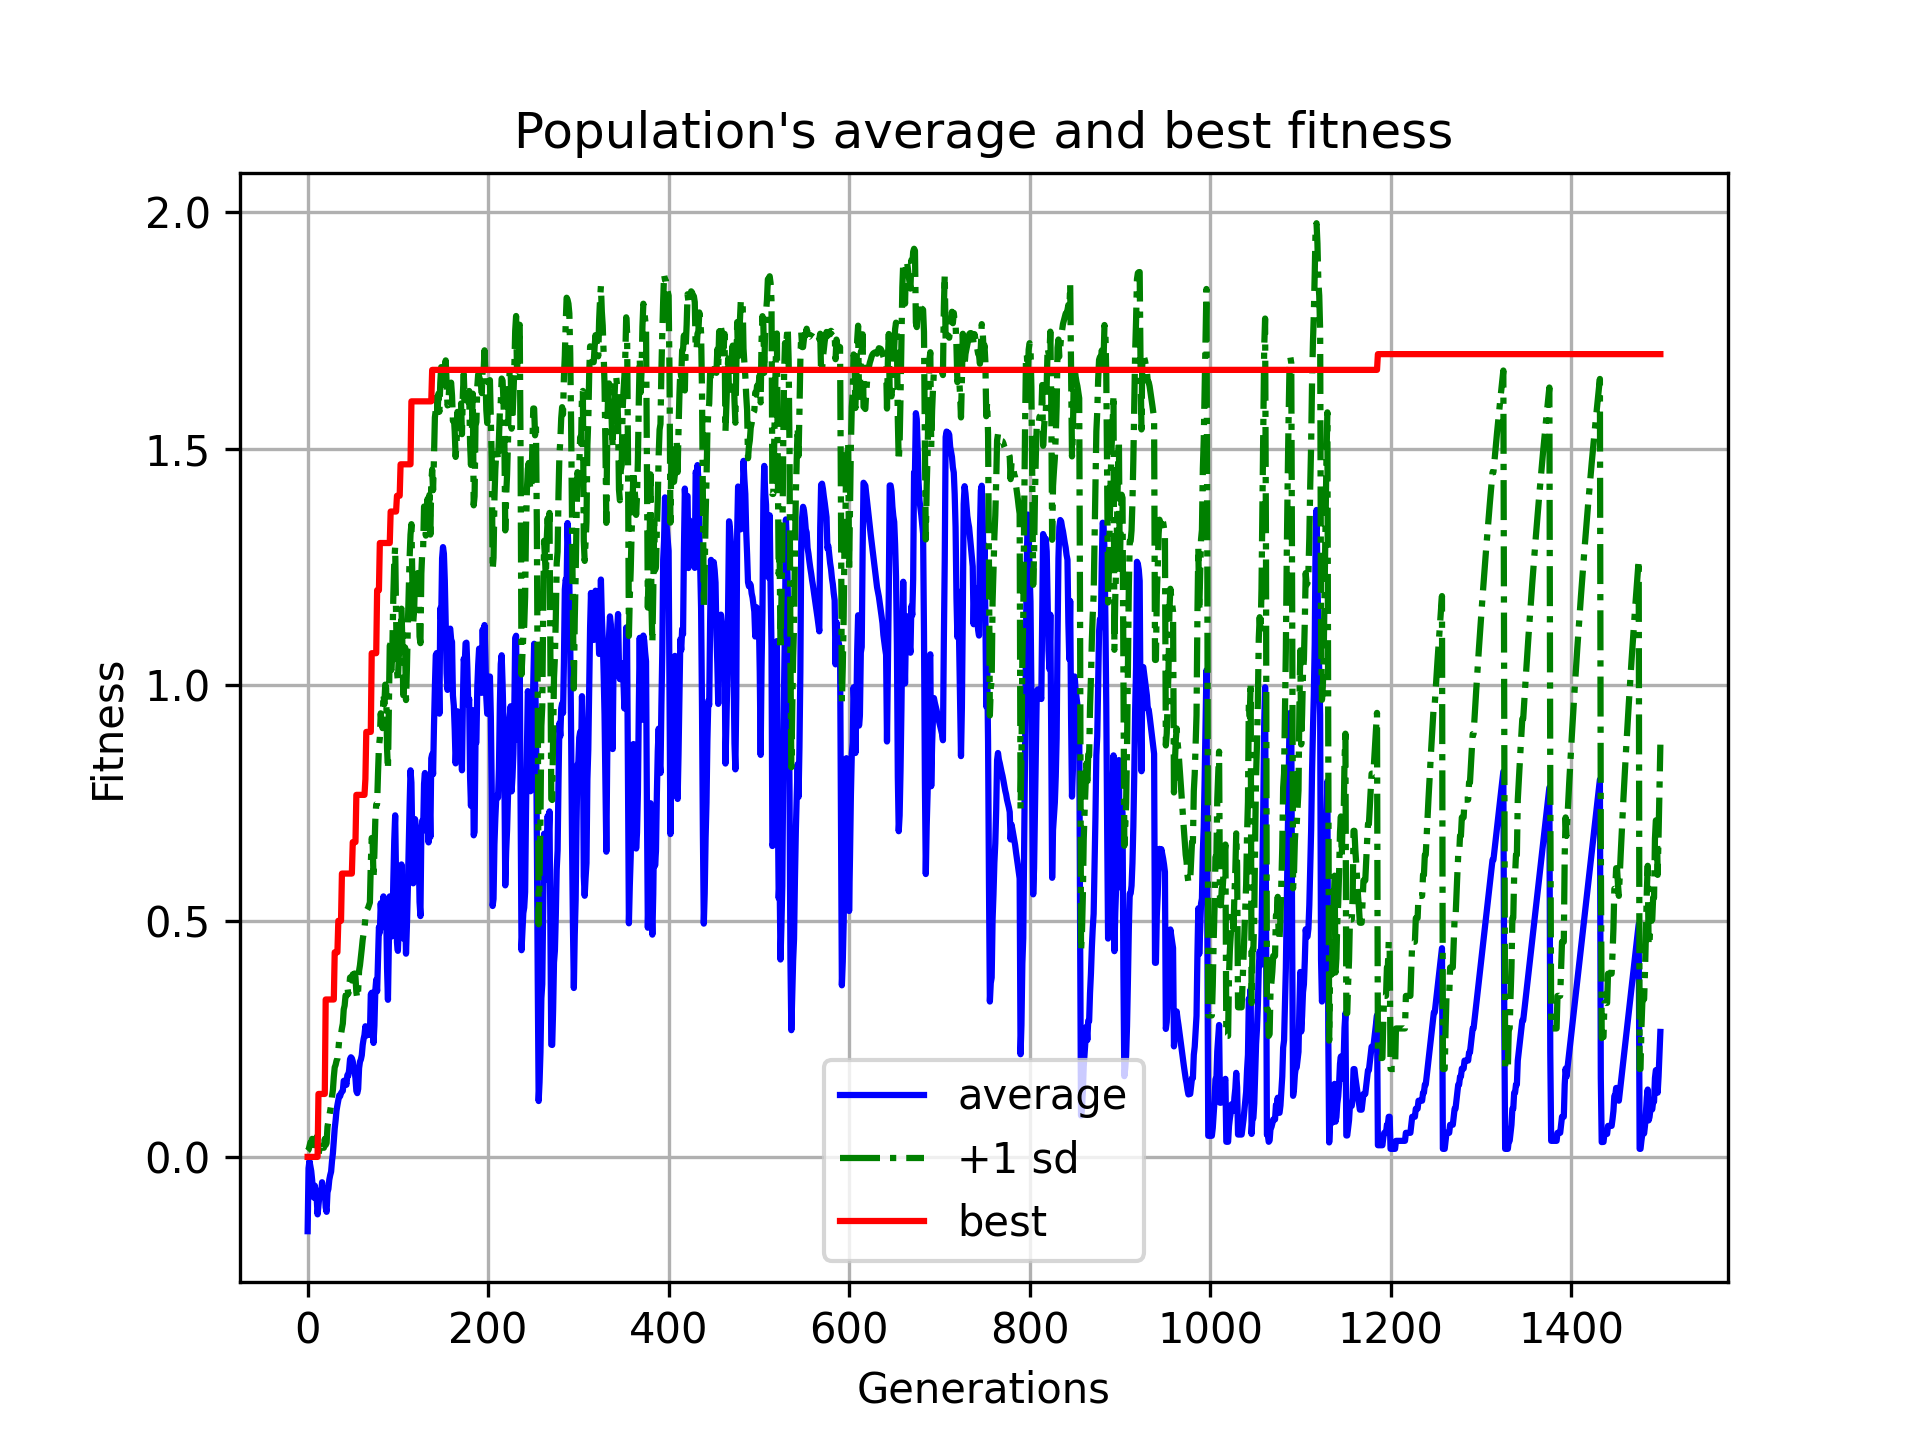 Population's average and best fitness
2.0
1.5
1.0
0.5
0.0
Fitness
average
+1 sd
best
0 200 400 600 800 1000 1200 1400
Generations